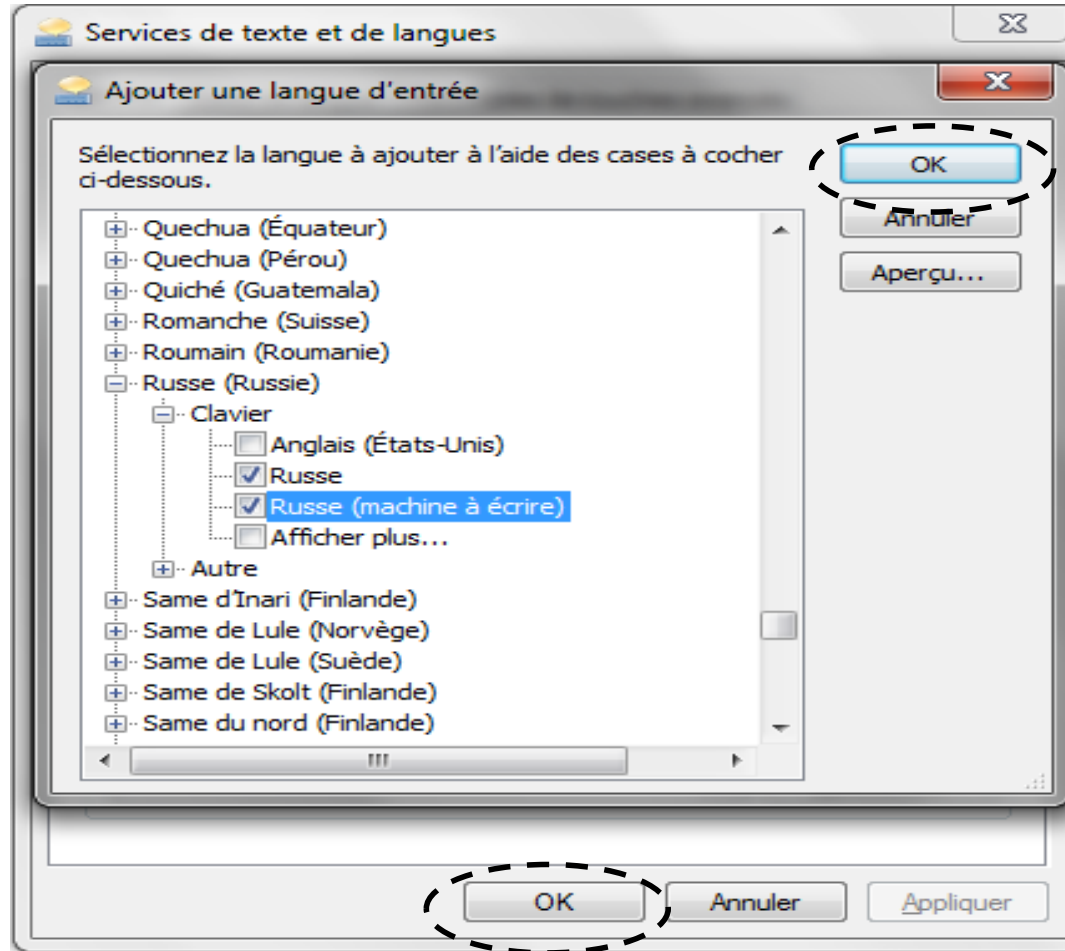 Services de texte et de langues
Ajouter une langue d'entrée
Sélectionnez la langue à ajouter à l'aide des cases à cocher
ci-dessous.
OK
Annuler
Aperçu...
Quechua (Équateur)
Quechua (Pérou)
Quiché (Guatemala)
Romanche (Suisse)
Roumain (Roumanie)
Russe (Russie)
Clavier
Anglais (États-Unis)
Russe
Russe (machine à écrire)
Afficher plus...
Autre
Same d'Inari (Finlande)
Same de Lule (Norvège)
Same de Lule (Suède)
Same de Skolt (Finlande)
Same du nord (Finlande)
OK
Annuler
Appliquer